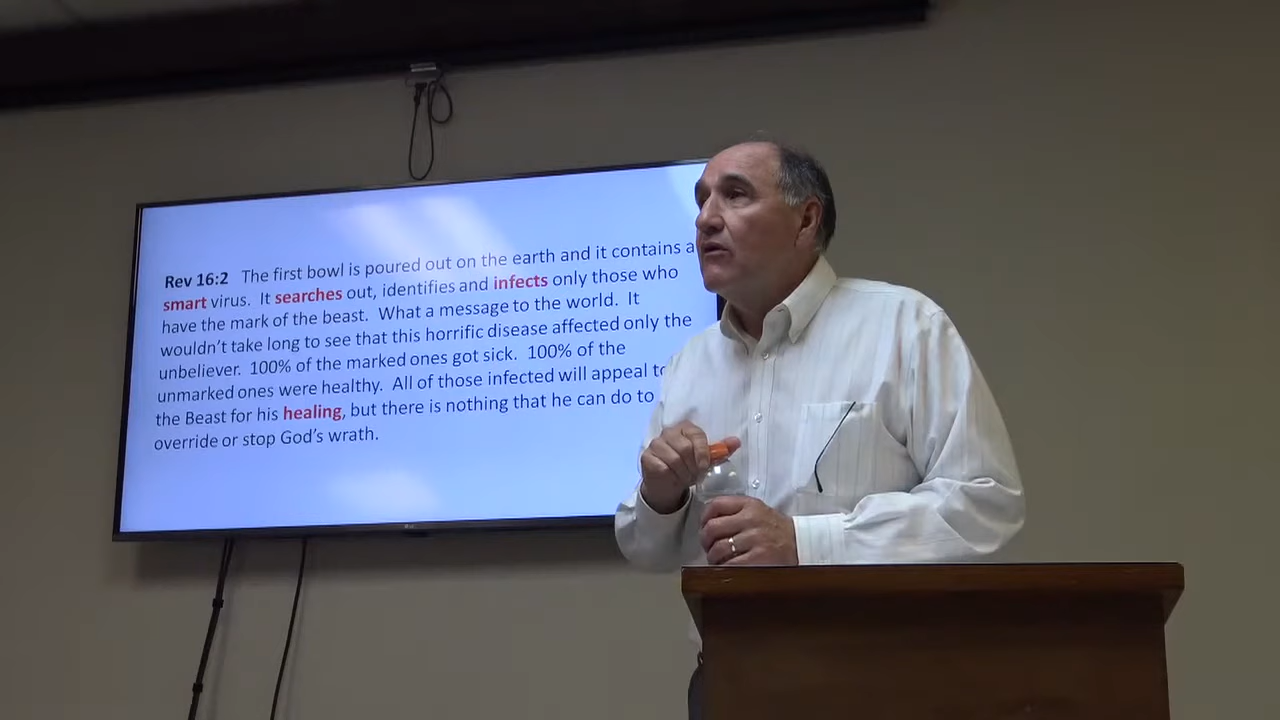 Rev 16:2 The first bowl is poured out on the earth and it contains a
smart virus. It searches out, identifies and infects only those who
have the mark of the beast. What a message to the world. It
wouldn't take long to see that this horrific disease affected only the
unbeliever. 100% of the marked ones got sick. 100% of the
unmarked ones were healthy. All of those infected will appeal to
the Beast for his healing, but there is nothing that he can do to
override or stop God's wrath.
LG